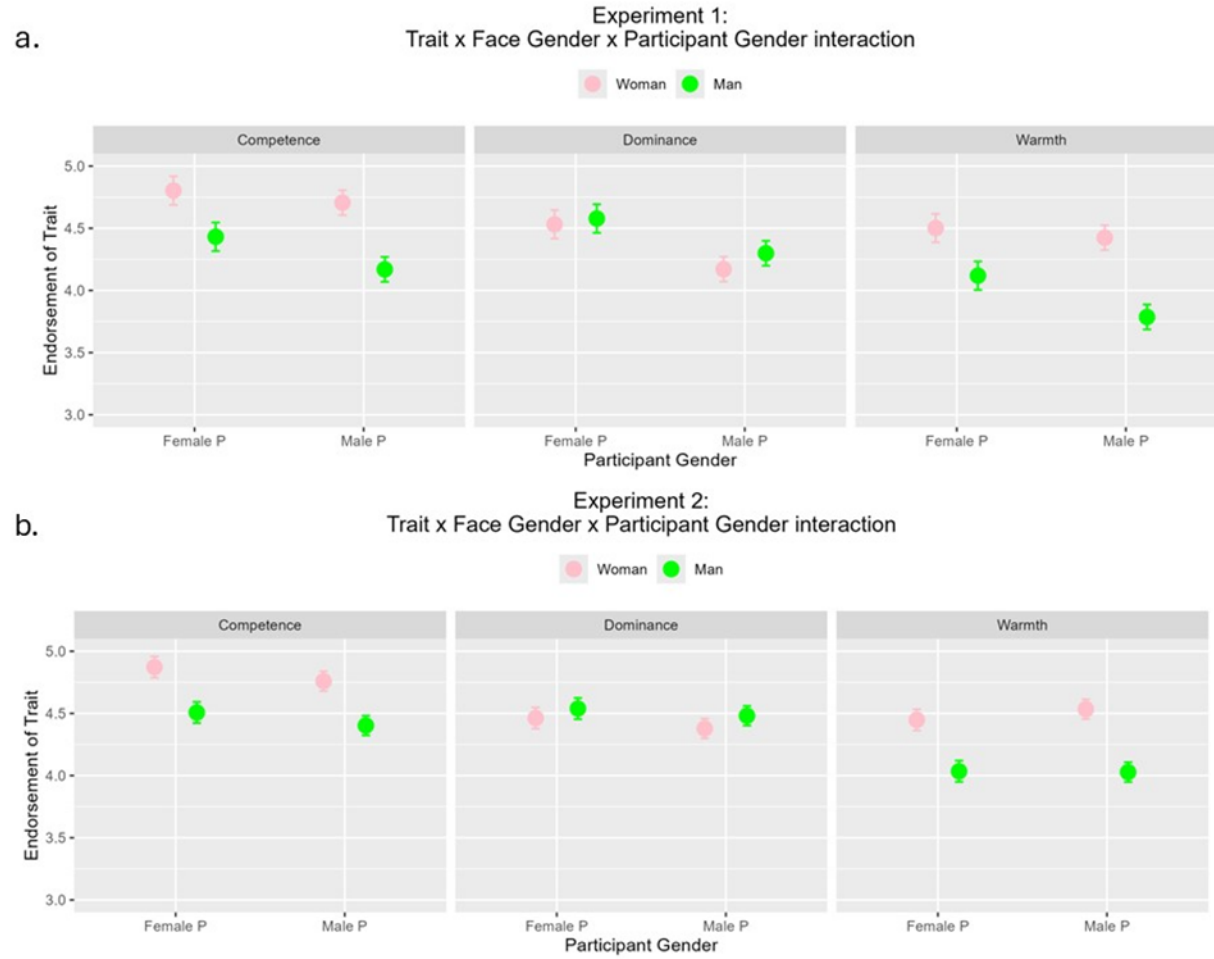 a.
Experiment 1:
Trait x Face Gender x Participant Gender interaction
Woman Man
Competence Dominance Warmth
5.0
4.5
4.0
3.5
3.0
Endorsement of Trait
Female P Male P Female P Male P Female P Male P
Participant Gender
b.
Experiment 2:
Trait x Face Gender x Participant Gender interaction
Woman Man
Competence Dominance Warmth
5.0
4.5
4.0
3.5
3.0
Endorsement of Trait
Female P Male P Female P Male P Female P Male P
Participant Gender